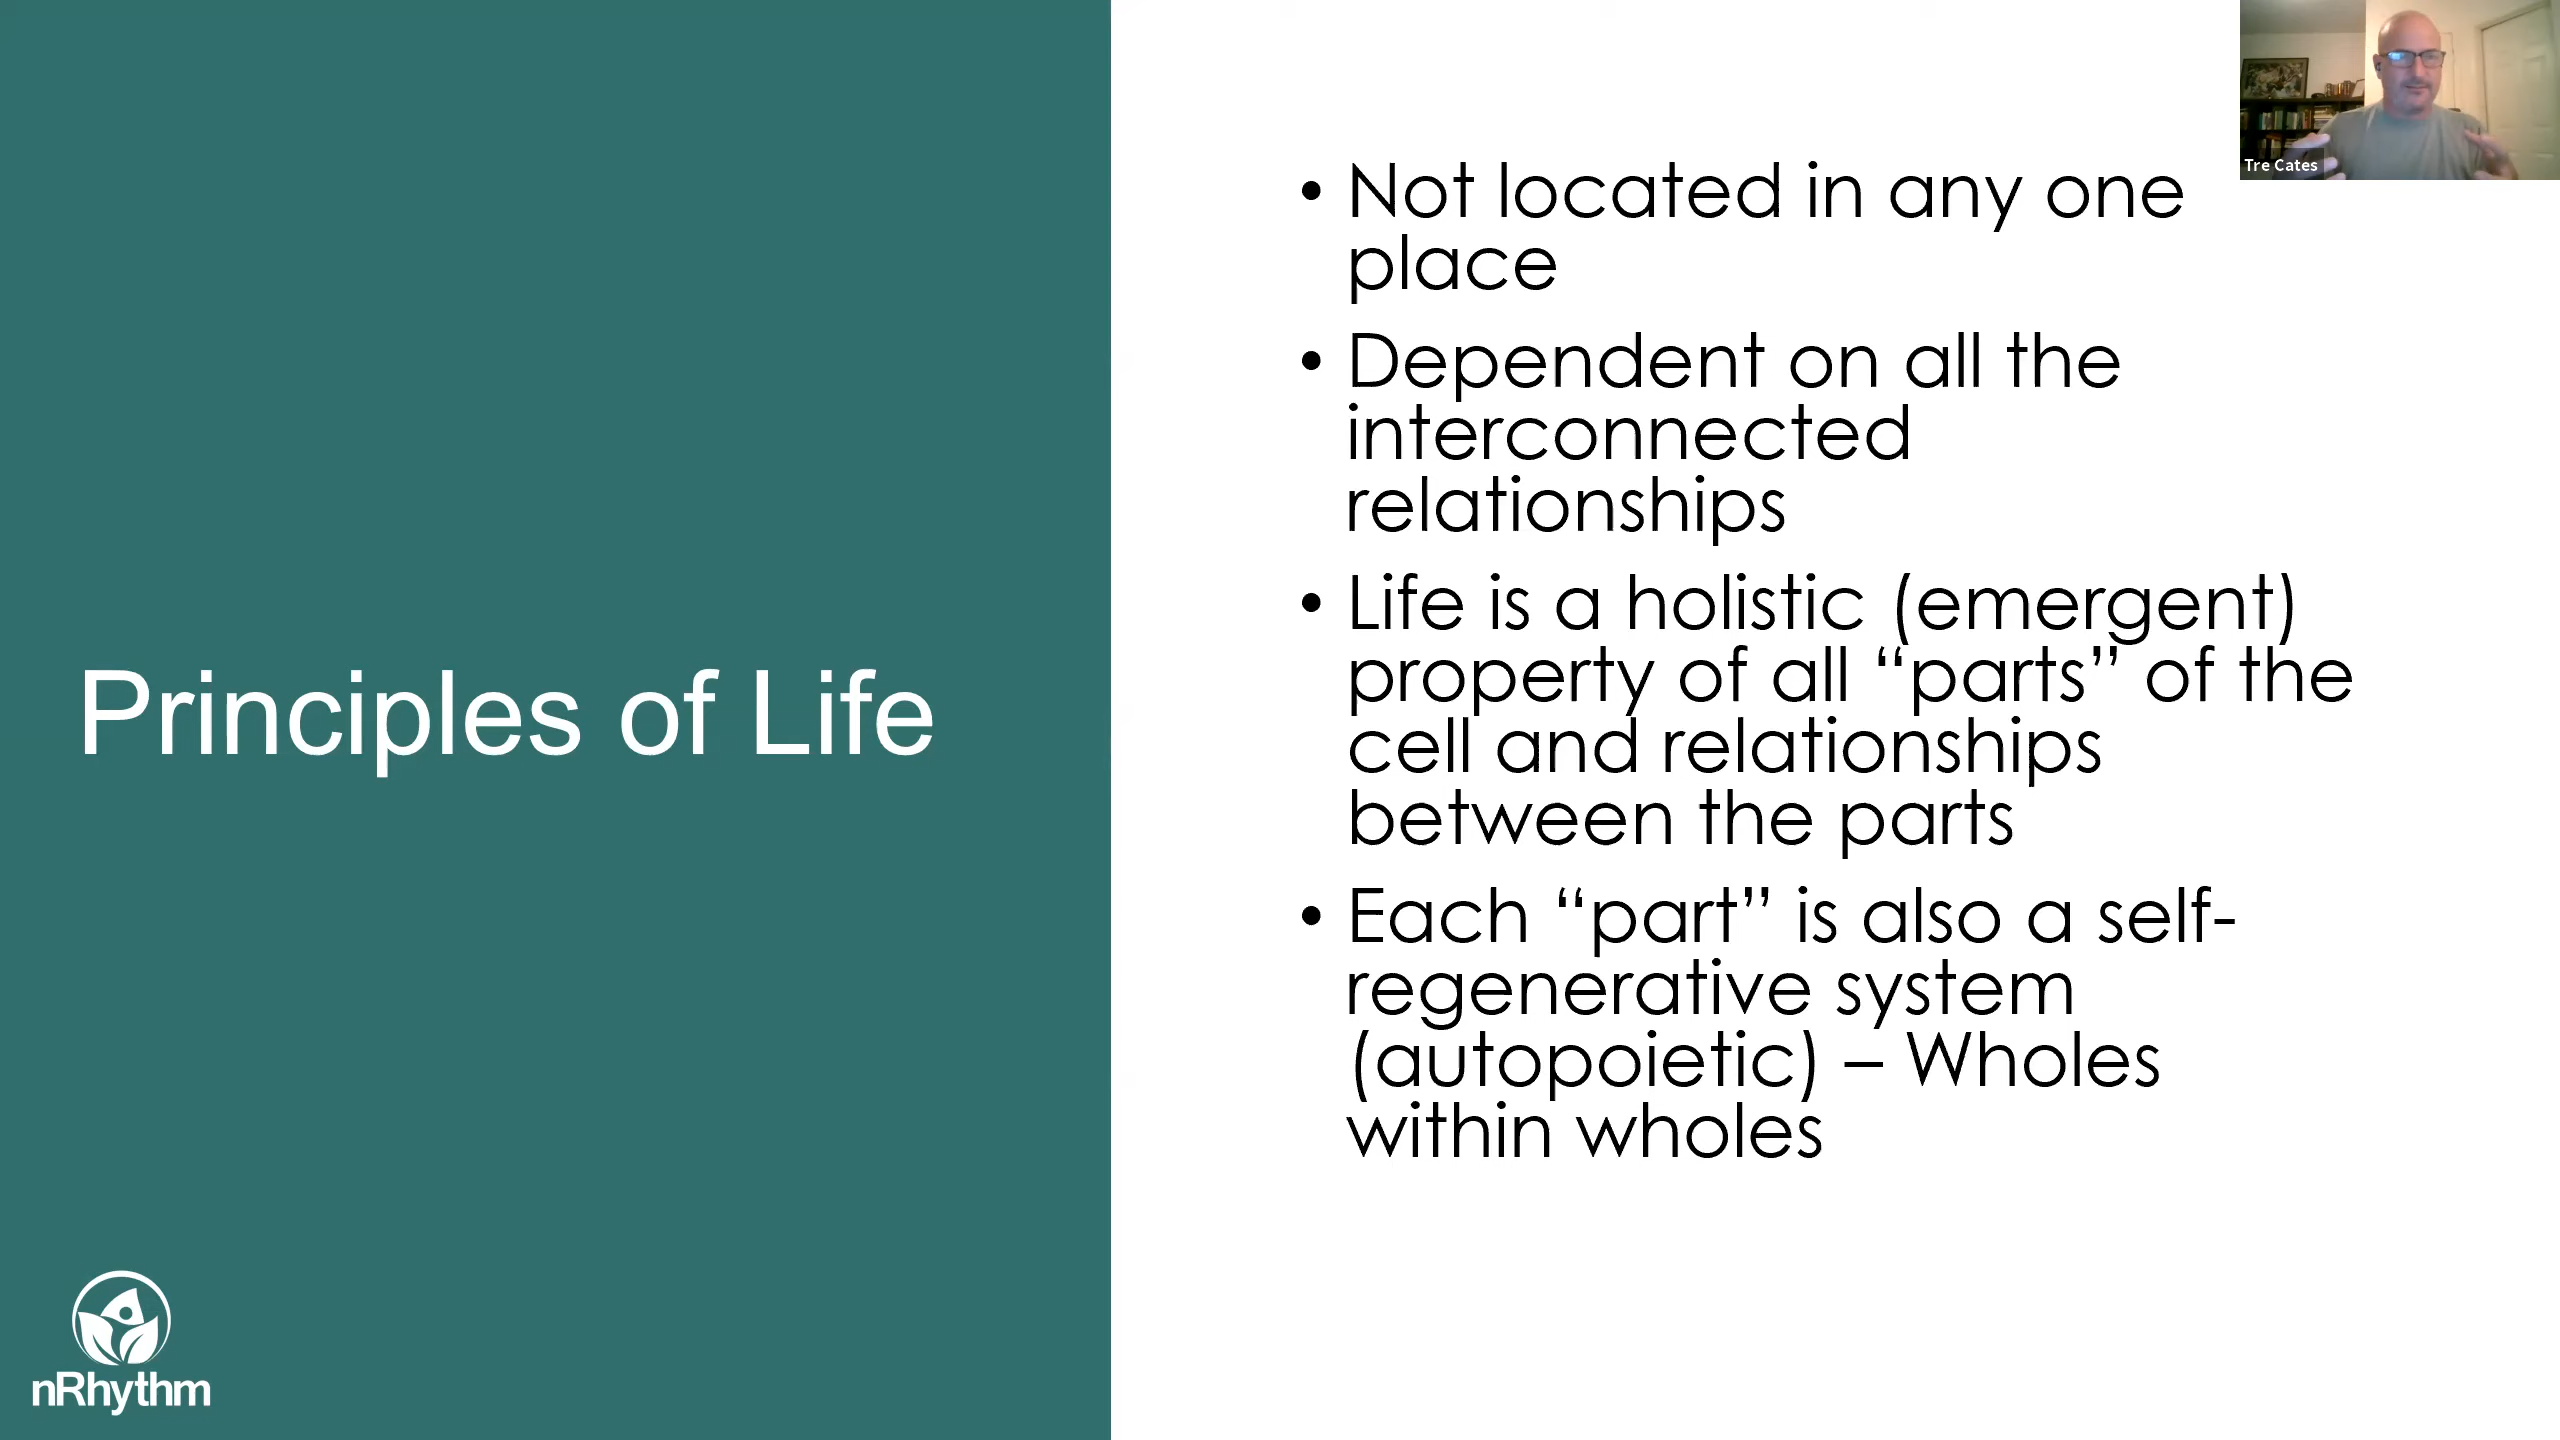 Principles of Life
• Not located in any one
place
• Dependent on all the
interconnected
relationships
• Life is a holistic (emergent)
property of all “parts” of the
cell and relationships
between the parts
• Each “part” is also a self-
regenerative system
(autopoietic) – Wholes
within wholes
nRhythm
Tre Cates